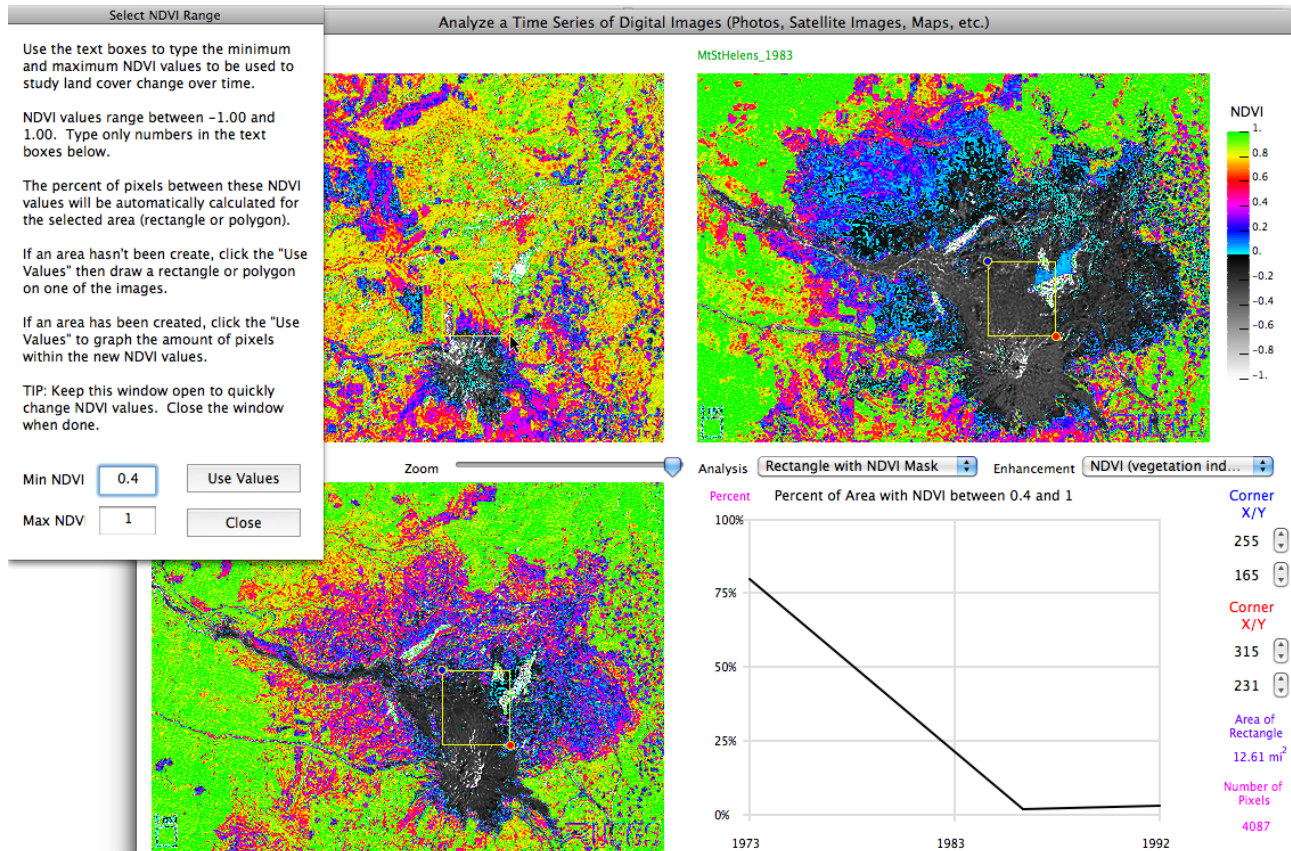 Select NDVI Range
Use the text boxes to type the minimum
and maximum NDVI values to be used to
study land cover change over time.
NDVI values range between -1.00 and
1.00. Type only numbers in the text
boxes below.
The percent of pixels between these NDVI
values will be automatically calculated for
the selected area (rectangle or polygon).
If an area hasn't been create, click the "Use
Values" then draw a rectangle or polygon
on one of the images.
If an area has been created, click the "Use
Values" to graph the amount of pixels
within the new NDVI values.
TIP: Keep this window open to quickly
change NDVI values. Close the window
when done.
Min NDVI 0.4 Use Values
Max NDVI 1 Close
Analyze a Time Series of Digital Images (Photos, Satellite Images, Maps, etc.)
MtStHelens_1983
NDVI
1.
0.8
0.6
0.4
0.2
0.
-0.2
-0.4
-0.6
-0.8
-1.
Zoom
Analysis Rectangle with NDVI Mask Enhancement NDVI (vegetation ind...
Percent Percent of Area with NDVI between 0.4 and 1
100%
75%
50%
25%
0%
1973 1983 1992
Corner
X/Y
255
165
Corner
X/Y
315
231
Area of
Rectangle
12.61 mi²
Number of
Pixels
4087